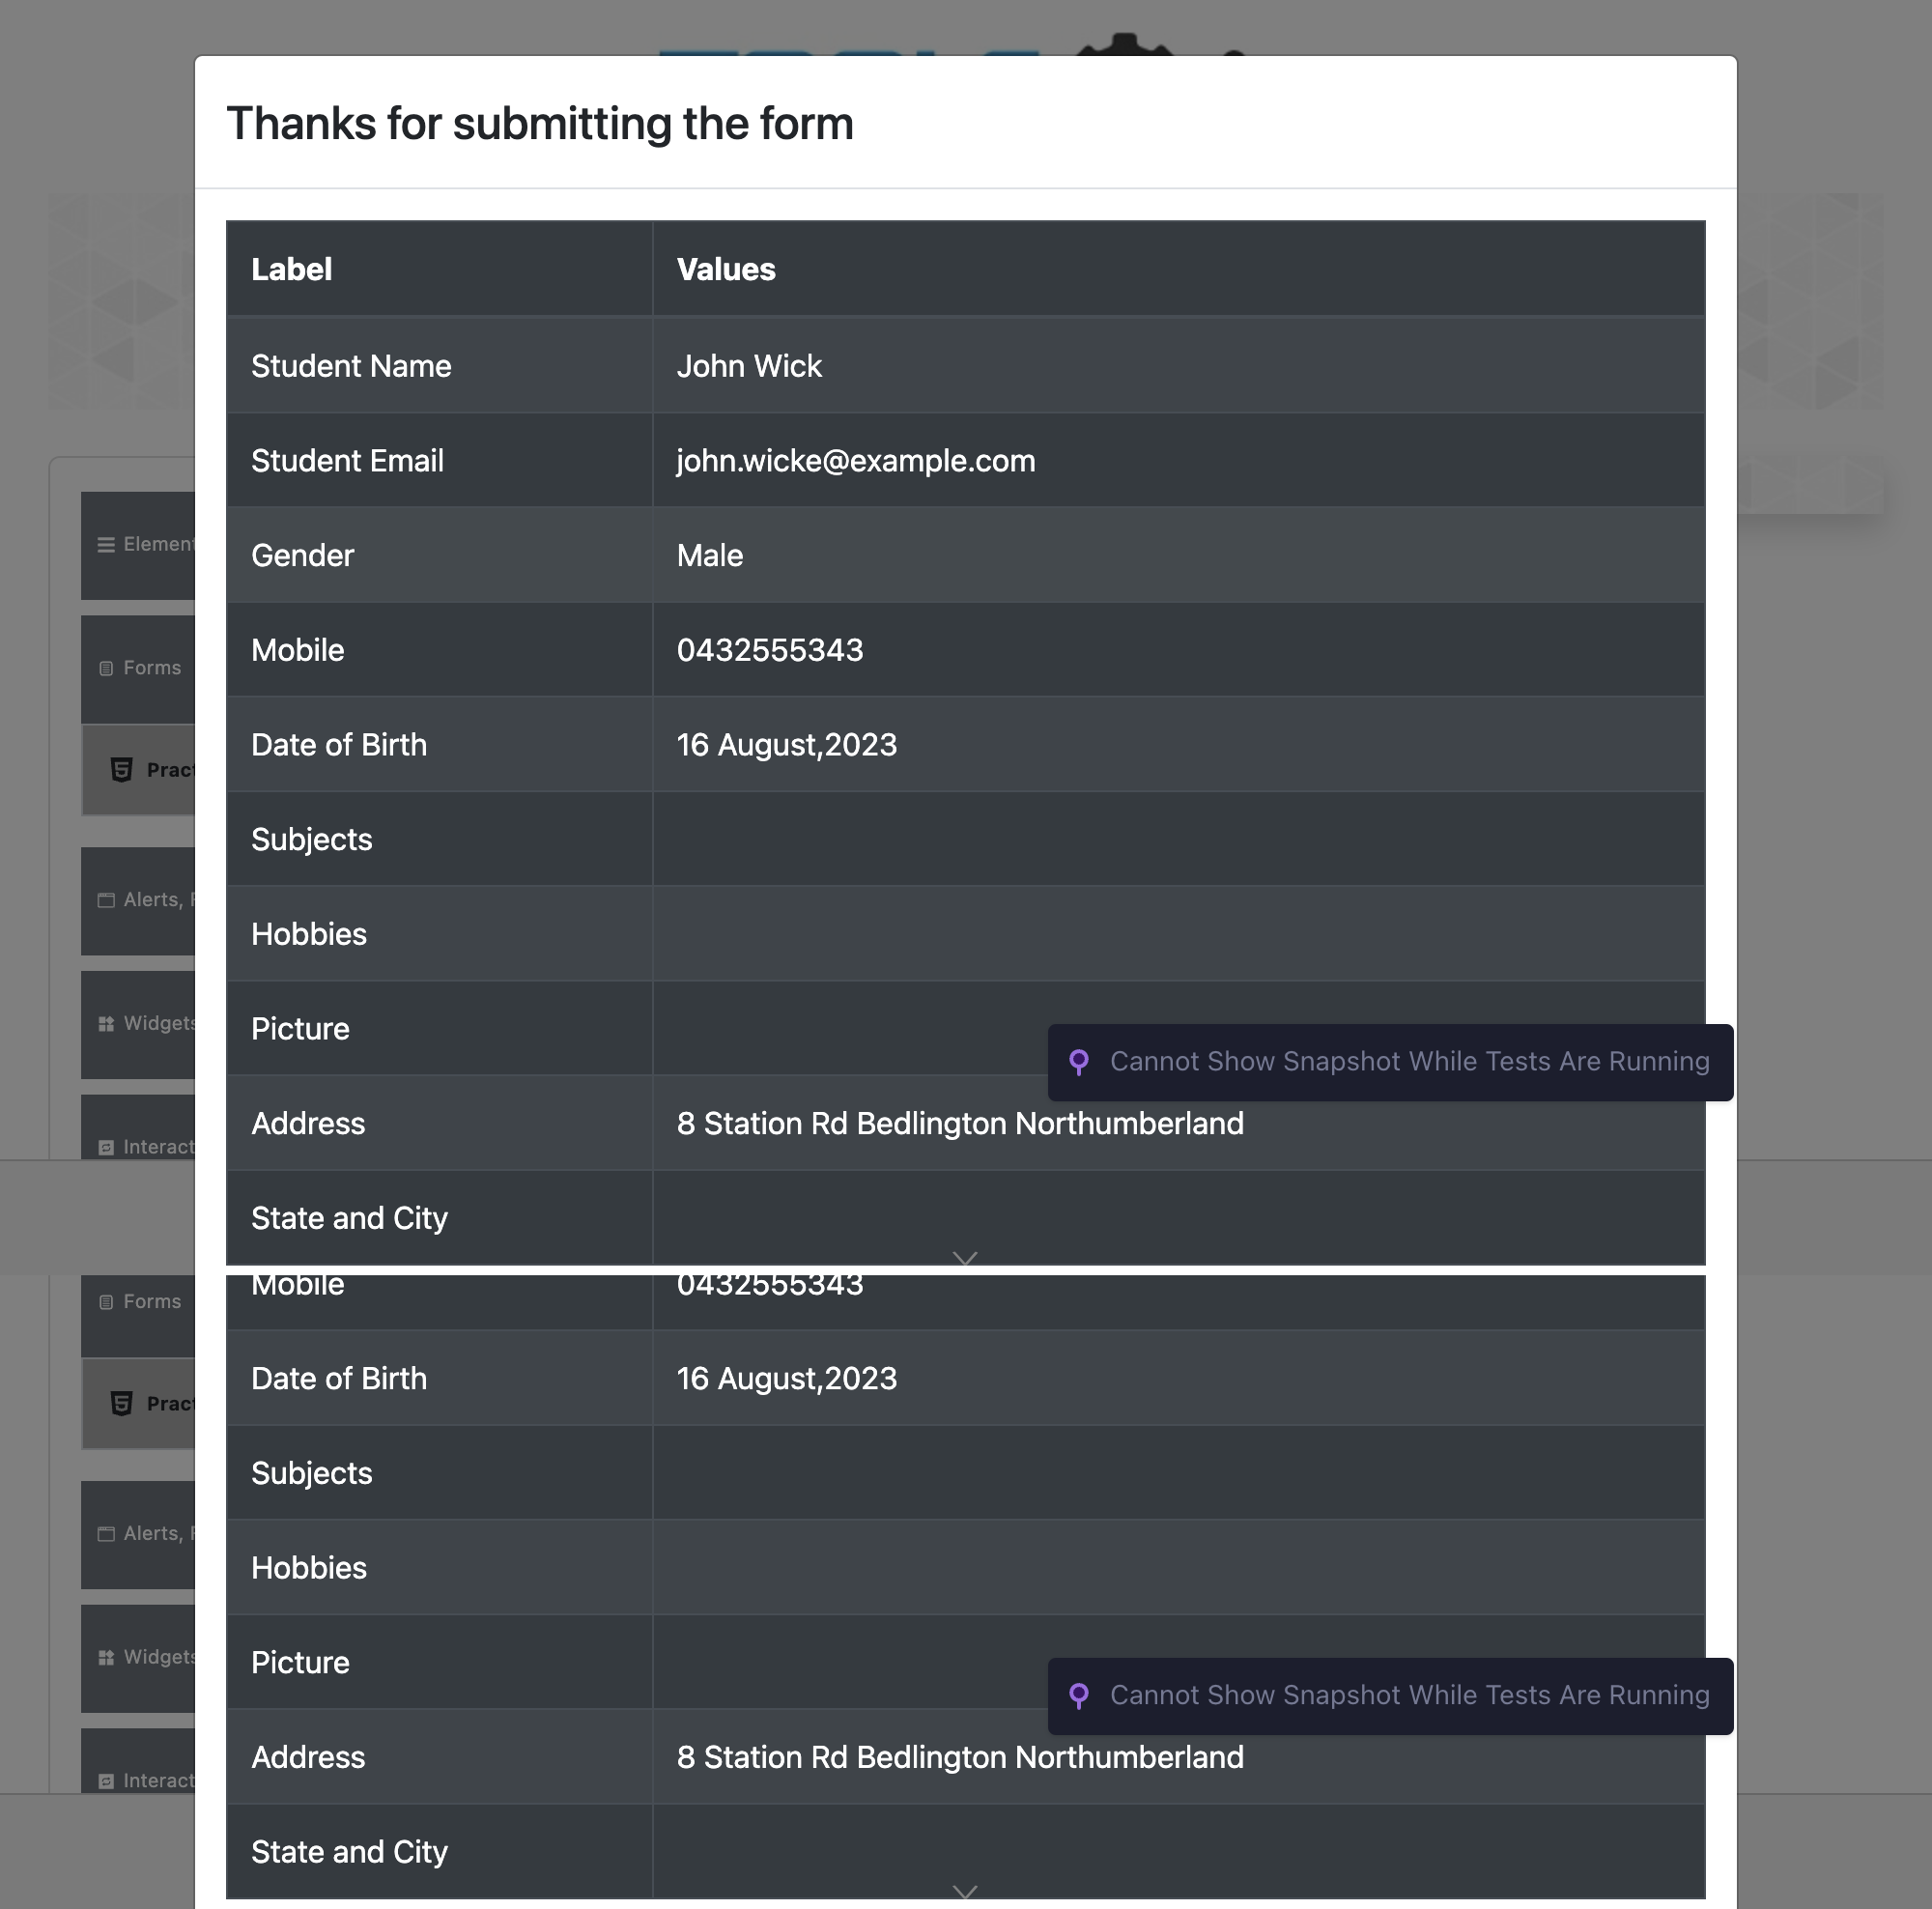 Thanks for submitting the form
Label Values
Student Name John Wick
Student Email john.wicke@example.com
Gender Male
Mobile 0432555343
Date of Birth 16 August,2023
Subjects
Hobbies
Picture
Cannot Show Snapshot While Tests Are Running
Address 8 Station Rd Bedlington Northumberland
State and City
Mobile 0432555343
Date of Birth 16 August,2023
Subjects
Hobbies
Picture
Cannot Show Snapshot While Tests Are Running
Address 8 Station Rd Bedlington Northumberland
State and City
Element
Forms
Pract
Alerts,
Widgets
Interact
Forms
Pract
Alerts,
Widgets
Interact